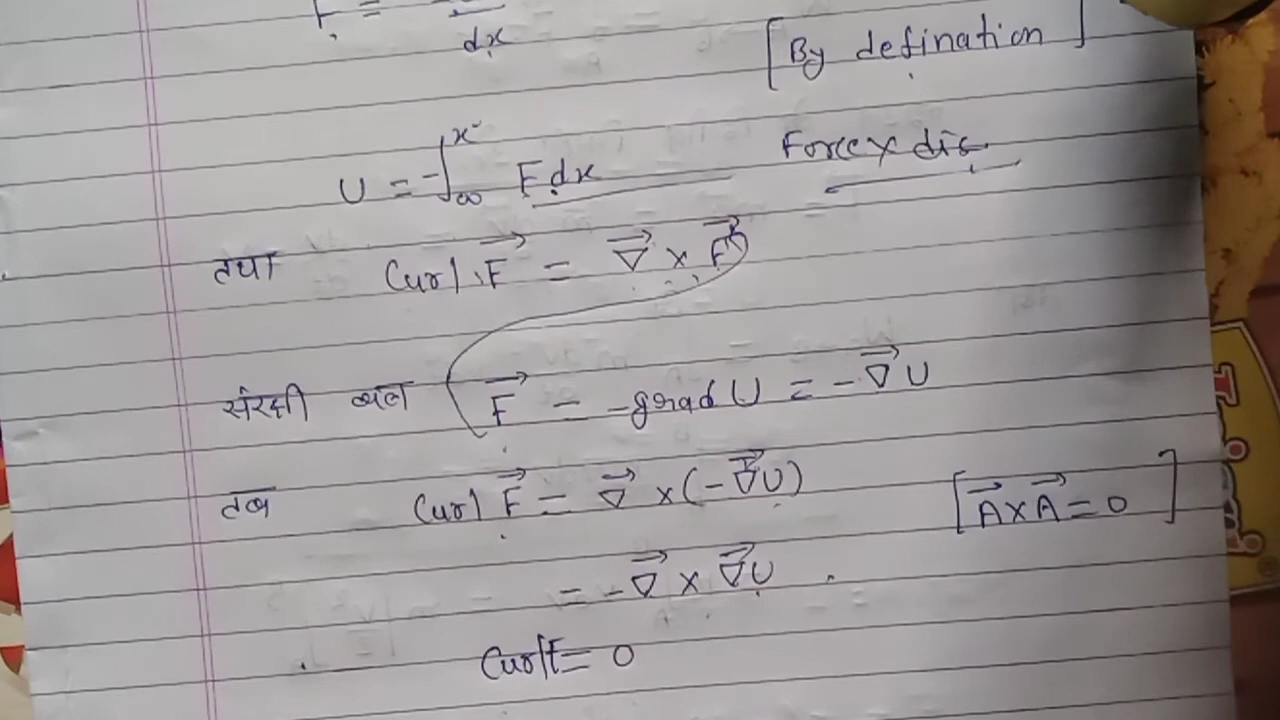 F =
dx
[By defination]
U = -∫_∞^x F dx Force x dis
तथा Curl F⃗ = ∇⃗ × F⃗
संरक्षी बल F⃗ = -grad U = -∇⃗U
तब Curl F⃗ = ∇⃗ × (-∇⃗U) [A⃗×A⃗=0]
= -∇⃗ × ∇⃗U .
Curl F = 0